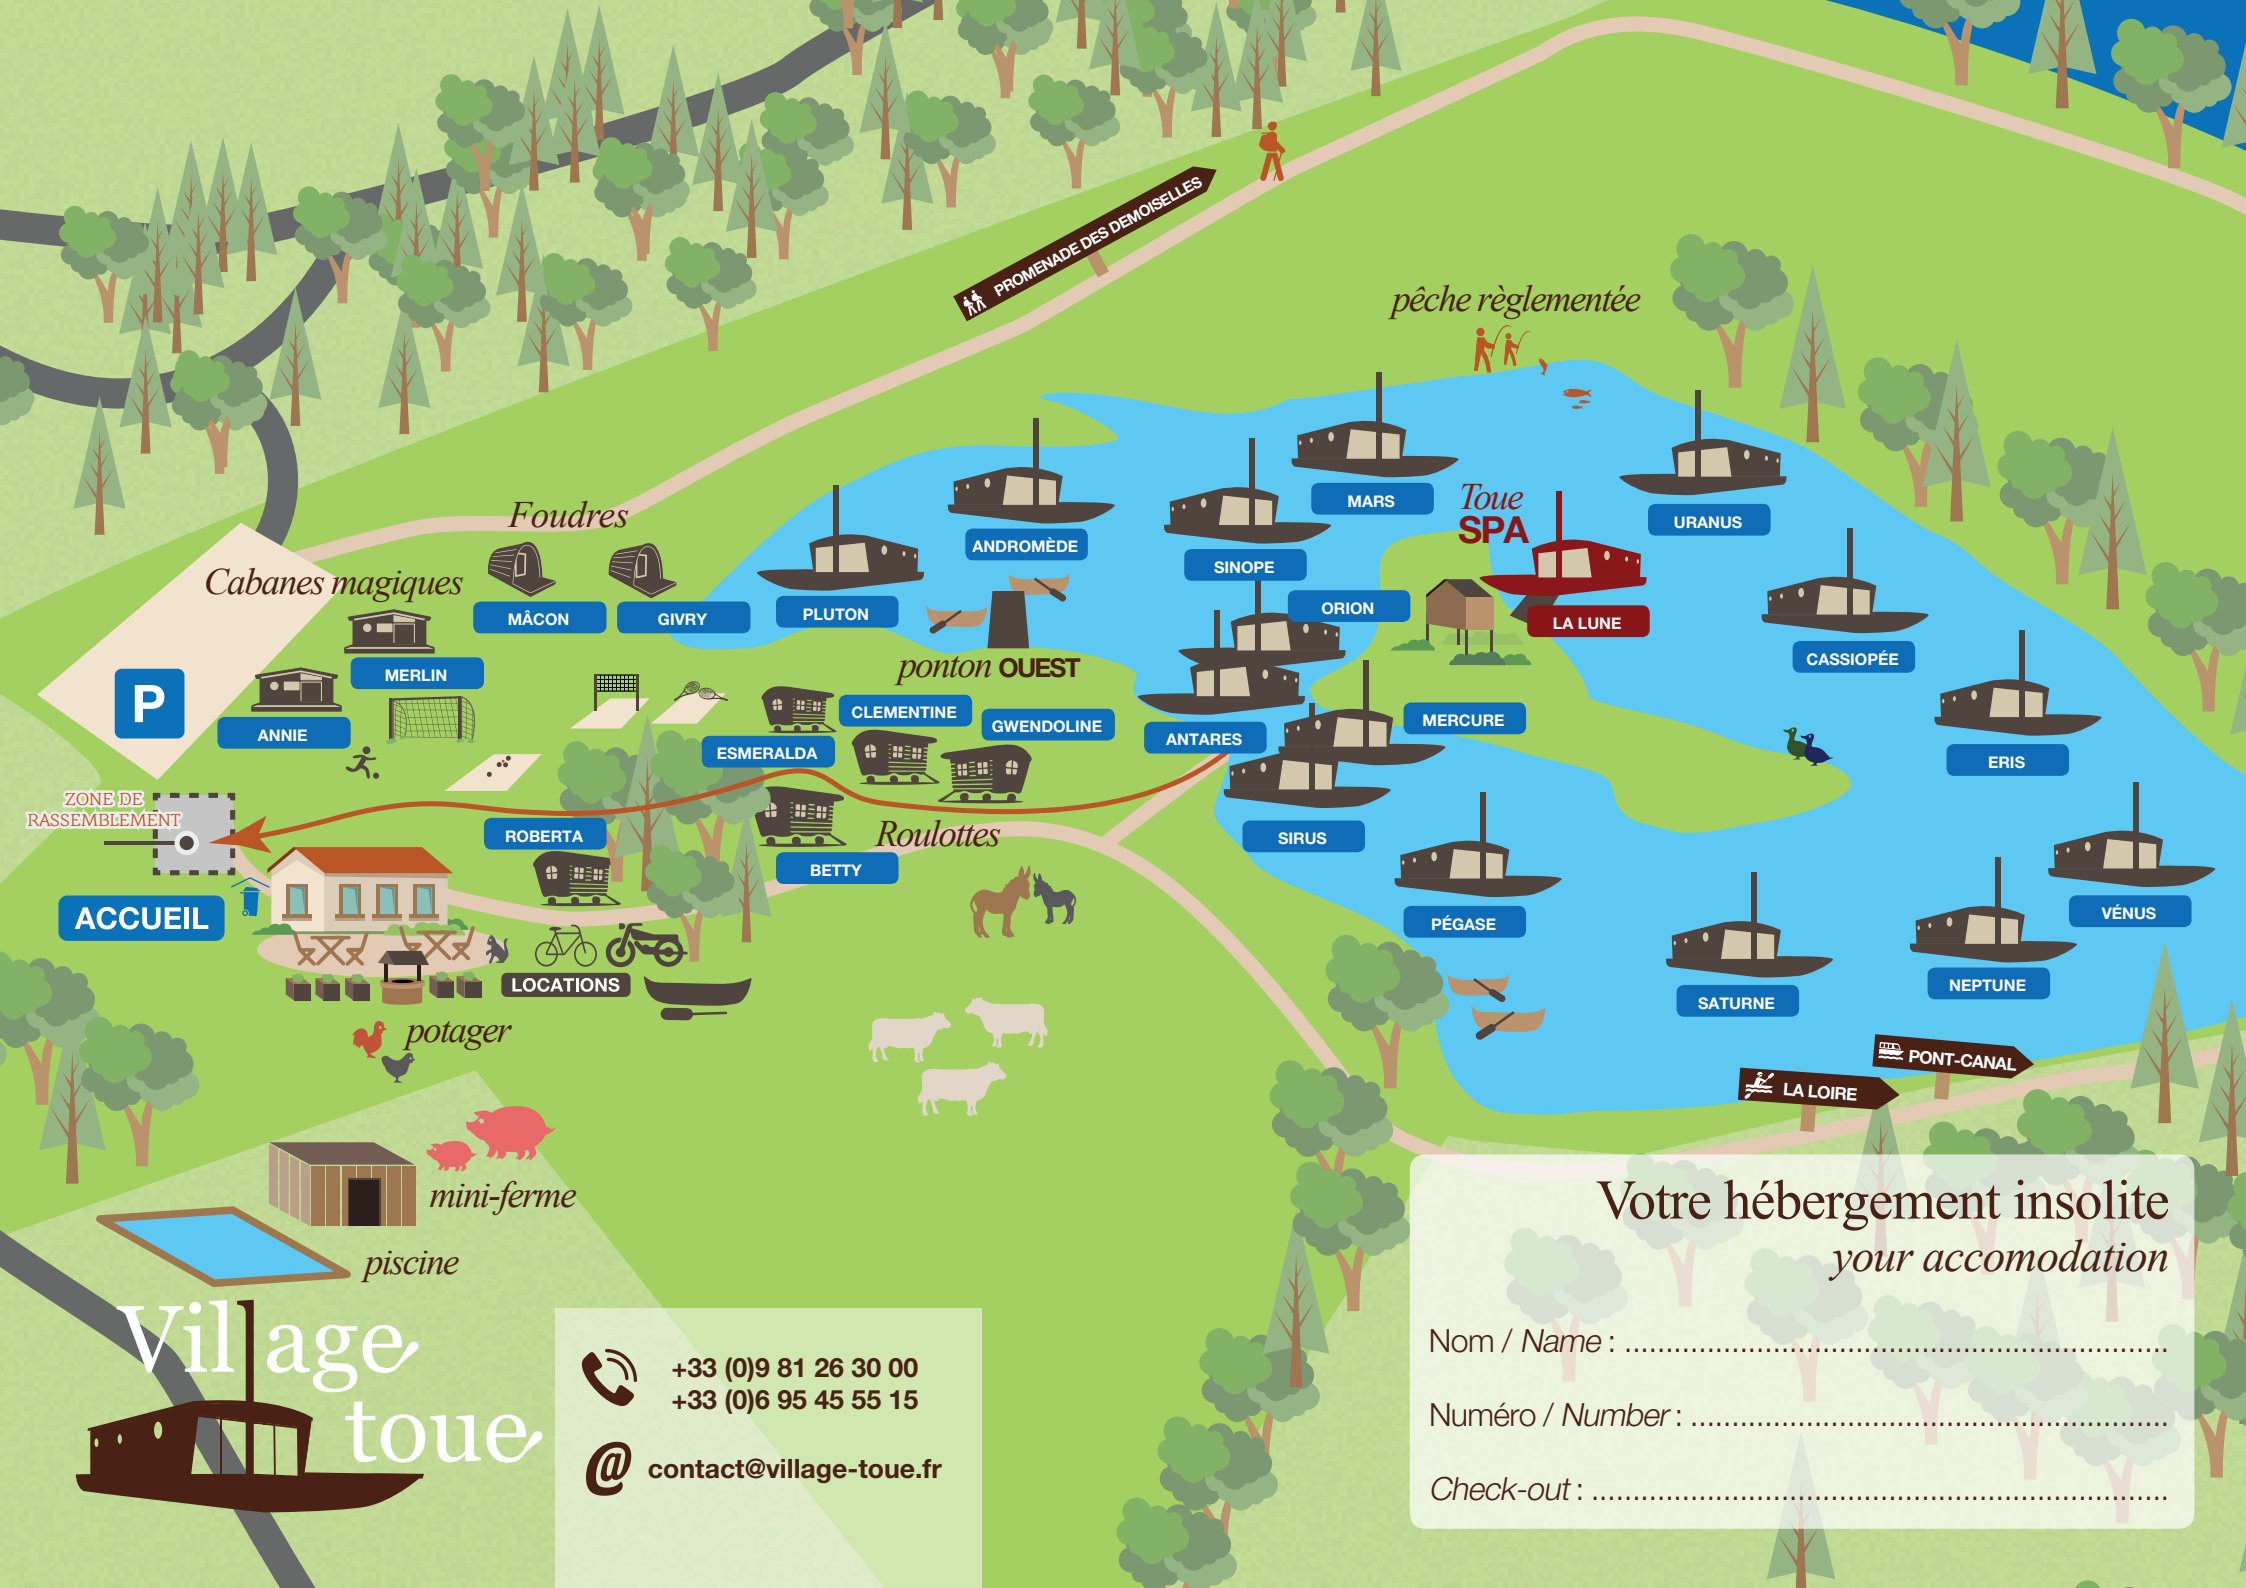 PROMENADE DES DEMOISELLES
pêche règlementée
MARS
Toue
SPA
URANUS
Foudres
ANDROMÈDE
SINOPE
Cabanes magiques
MÂCON
GIVRY
PLUTON
ORION
LA LUNE
CASSIOPÉE
MERLIN
ponton OUEST
P
ANNIE
CLEMENTINE
GWENDOLINE
ESMERALDA
ANTARES
MERCURE
ERIS
ZONE DE
RASSEMBLEMENT
ROBERTA
Roulottes
BETTY
SIRUS
ACCUEIL
PÉGASE
VÉNUS
LOCATIONS
SATURNE
NEPTUNE
potager
PONT-CANAL
LA LOIRE
mini-ferme
piscine
Village
toue
+33 (0)9 81 26 30 00
+33 (0)6 95 45 55 15
@ contact@village-toue.fr
Votre hébergement insolite
your accomodation
Nom / Name : ..................................................................
Numéro / Number : ..........................................................
Check-out : ......................................................................